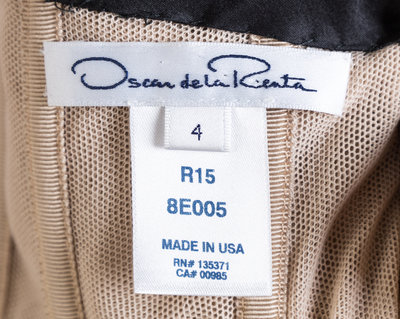 Oscar de la Renta
4
R15
8E005
MADE IN USA
RN# 135371
CA# 00985